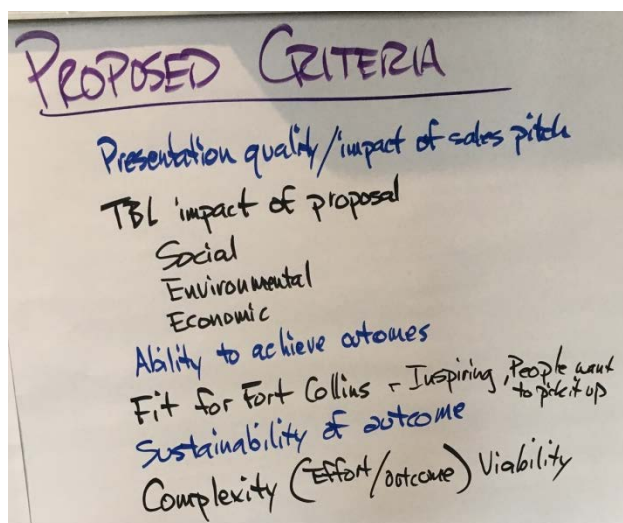 PROPOSED CRITERIA
Presentation quality/impact of sales pitch
TBL impact of proposal
Social
Environmental
Economic
Ability to achieve outomes
Fit for Fort Collins - Inspiring, People want
to pick it up
Sustainability of outcome
Complexity (Effort/outcome) Viability